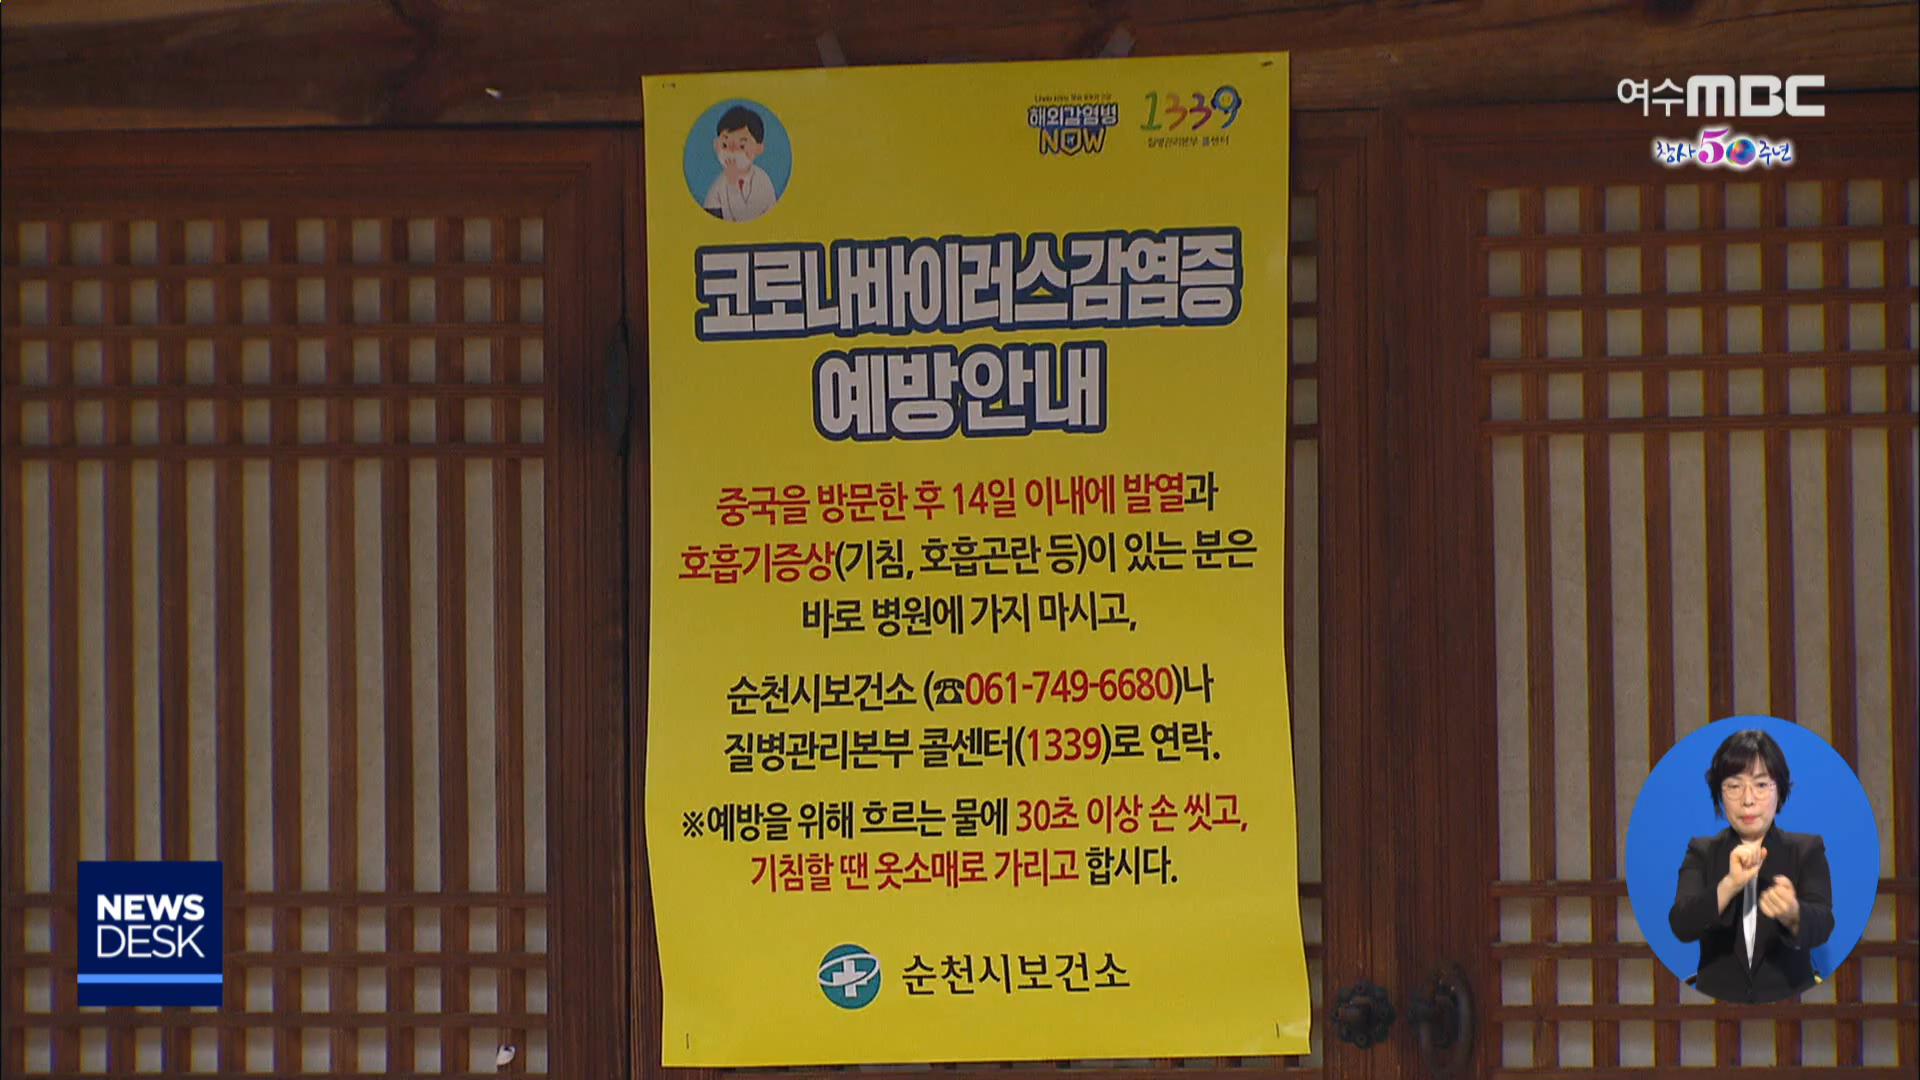 여수MBC
창사50주년
해외감염병
NOW
1339
질병관리본부 콜센터
코로나바이러스감염증
예방안내
중국을 방문한 후 14일 이내에 발열과
호흡기증상(기침, 호흡곤란 등)이 있는 분은
바로 병원에 가지 마시고,
순천시보건소 (☎061-749-6680)나
질병관리본부 콜센터(1339)로 연락.
※예방을 위해 흐르는 물에 30초 이상 손 씻고,
기침할 땐 옷소매로 가리고 합시다.
순천시보건소
NEWS
DESK